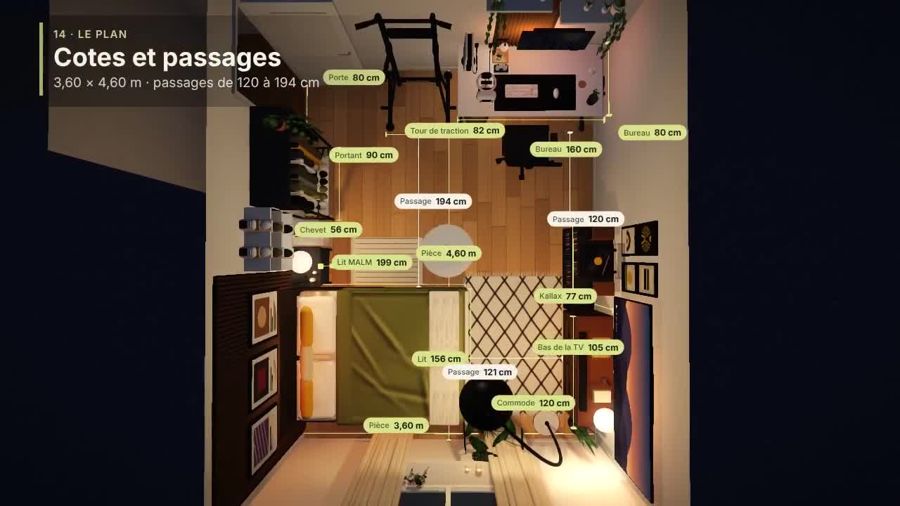 14 · LE PLAN
Cotes et passages
3,60 × 4,60 m · passages de 120 à 194 cm
Porte 80 cm
Tour de traction 82 cm
Bureau 80 cm
Bureau 160 cm
Portant 90 cm
Passage 194 cm
Passage 120 cm
Chevet 56 cm
Pièce 4,60 m
Lit MALM 199 cm
Kallax 77 cm
Bas de la TV 105 cm
Lit 156 cm
Passage 121 cm
Commode 120 cm
Pièce 3,60 m